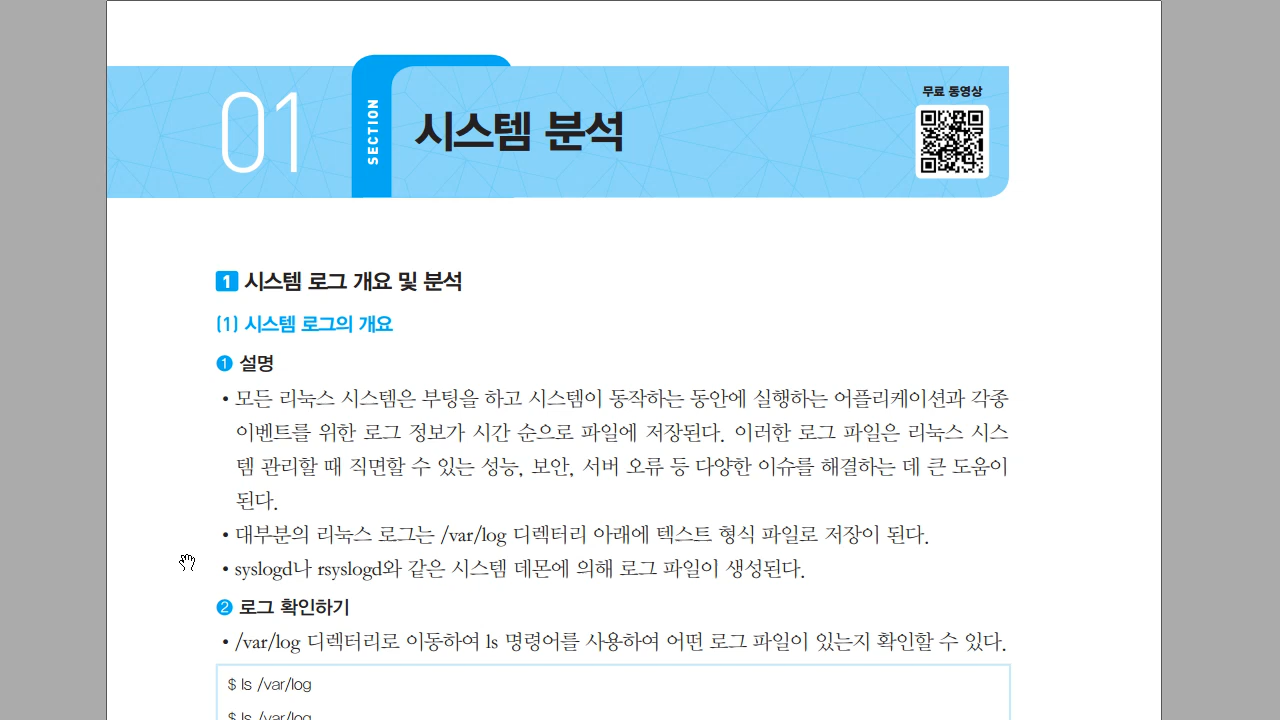 01
SECTION
시스템 분석
무료 동영상
1 시스템 로그 개요 및 분석
(1) 시스템 로그의 개요
1 설명
• 모든 리눅스 시스템은 부팅을 하고 시스템이 동작하는 동안에 실행하는 어플리케이션과 각종
이벤트를 위한 로그 정보가 시간 순으로 파일에 저장된다. 이러한 로그 파일은 리눅스 시스
템 관리할 때 직면할 수 있는 성능, 보안, 서버 오류 등 다양한 이슈를 해결하는 데 큰 도움이
된다.
• 대부분의 리눅스 로그는 /var/log 디렉터리 아래에 텍스트 형식 파일로 저장이 된다.
• syslogd나 rsyslogd와 같은 시스템 데몬에 의해 로그 파일이 생성된다.
2 로그 확인하기
• /var/log 디렉터리로 이동하여 ls 명령어를 사용하여 어떤 로그 파일이 있는지 확인할 수 있다.
$ ls /var/log
$ ls /var/log